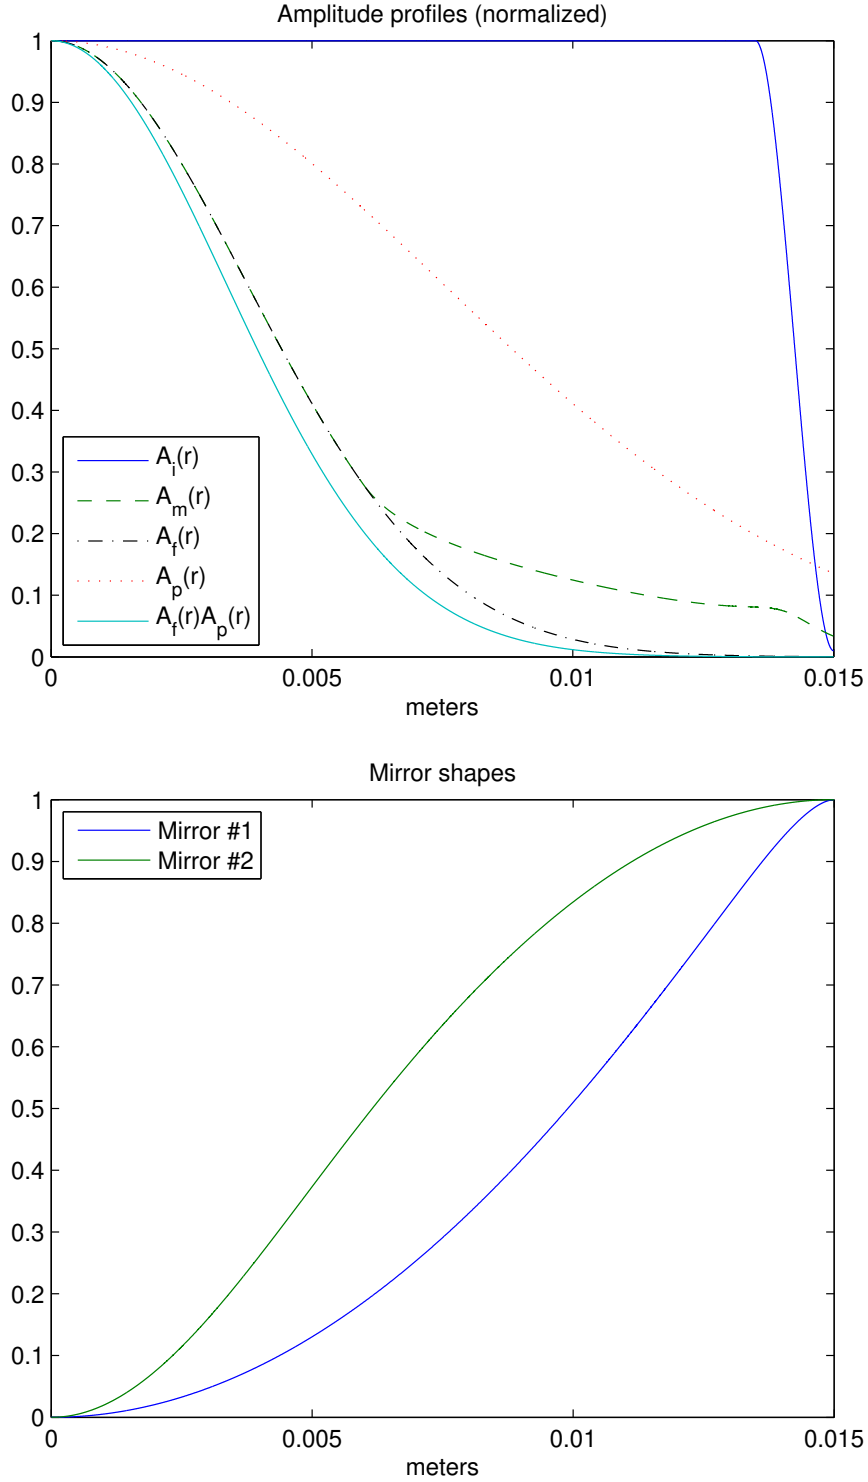 Amplitude profiles (normalized)
1
0.9
0.8
0.7
0.6
0.5
0.4
0.3
0.2
0.1
0
A_i(r)
A_m(r)
A_f(r)
A_p(r)
A_f(r)A_p(r)
0 0.005 0.01 0.015
meters
Mirror shapes
1
0.9
0.8
0.7
0.6
0.5
0.4
0.3
0.2
0.1
0
Mirror #1
Mirror #2
0 0.005 0.01 0.015
meters